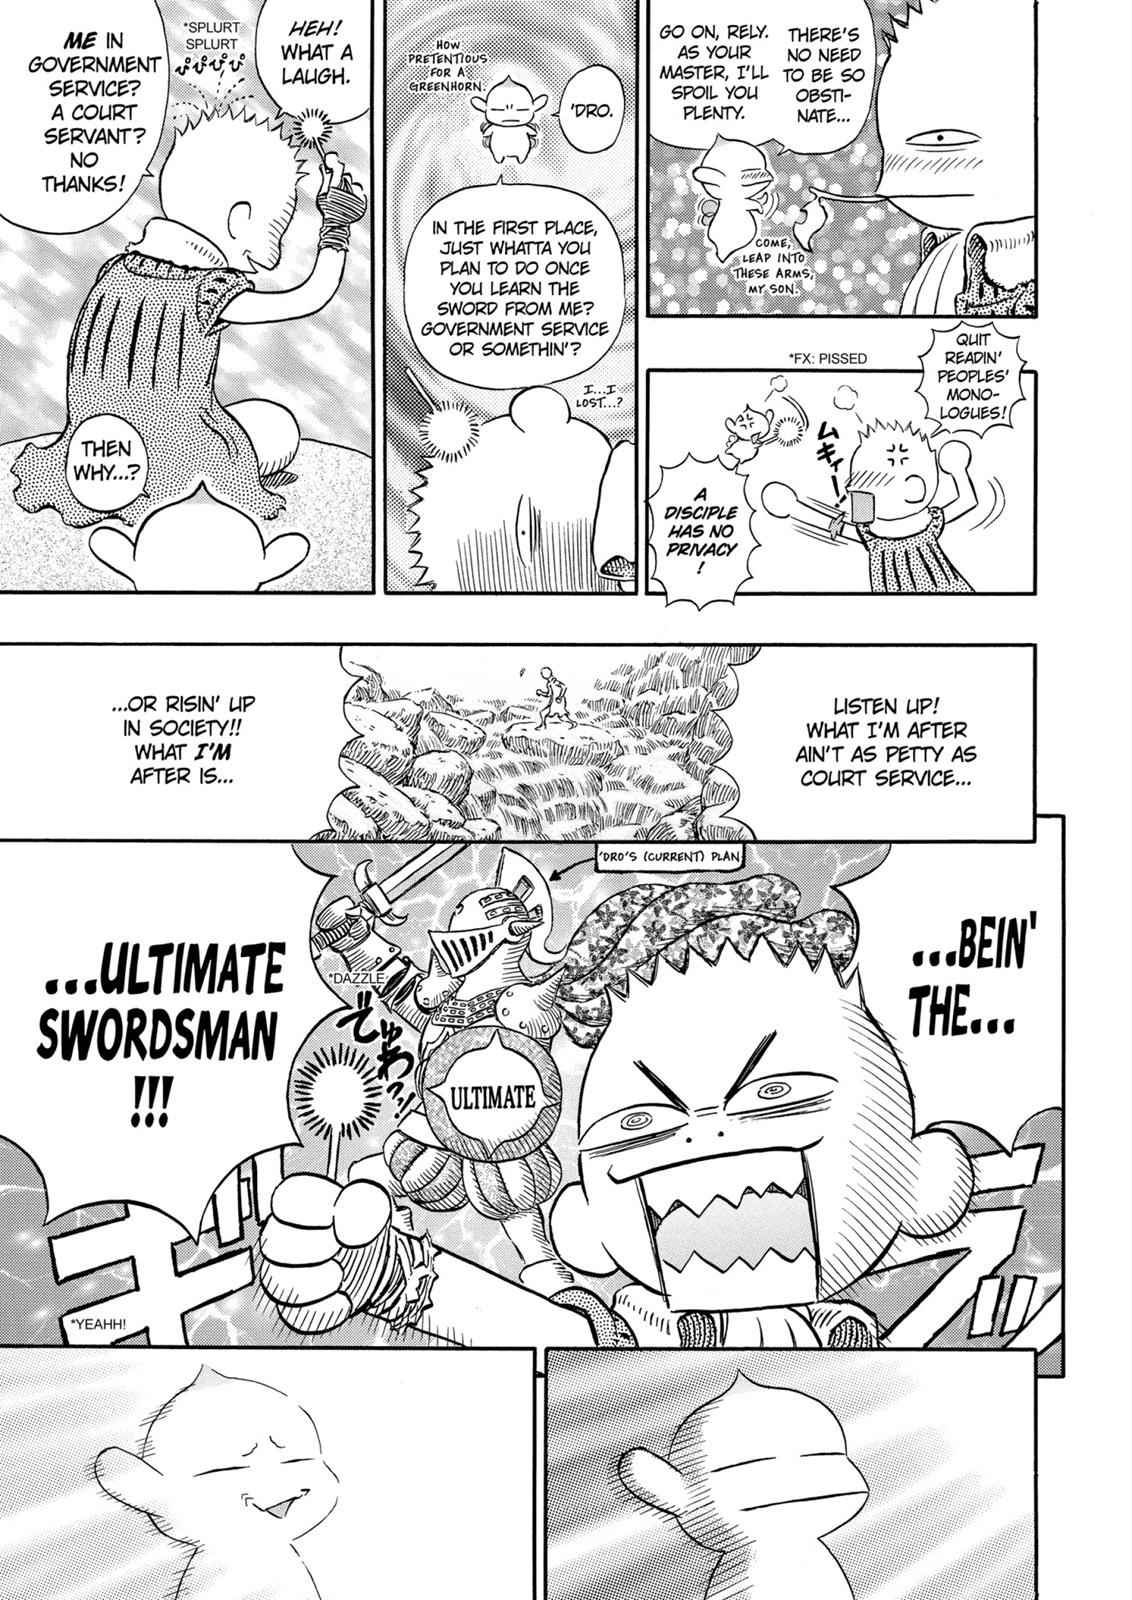 THERE'S
NO NEED
TO BE SO
OBSTI-
NATE...
GO ON, RELY.
AS YOUR
MASTER, I'LL
SPOIL YOU
PLENTY.
COME,
LEAP INTO
THESE ARMS,
MY SON.
QUIT
READIN'
PEOPLES'
MONO-
LOGUES!
*FX: PISSED
ムキィー!
A
DISCIPLE
HAS NO
PRIVACY
!
HOW
PRETENTIOUS
FOR A
GREENHORN.
'DRO.
IN THE FIRST PLACE,
JUST WHATTA YOU
PLAN TO DO ONCE
YOU LEARN THE
SWORD FROM ME?
GOVERNMENT SERVICE
OR SOMETHIN'?
I...I
LOST...?
HEH!
WHAT A
LAUGH.
*SPLURT
SPLURT
ぴぴぴぴ
ME IN
GOVERNMENT
SERVICE?
A COURT
SERVANT?
NO
THANKS!
THEN
WHY...?
LISTEN UP!
WHAT I'M AFTER
AIN'T AS PETTY AS
COURT SERVICE...
...OR RISIN' UP
IN SOCIETY!!
WHAT I'M
AFTER IS...
'DRO'S (CURRENT) PLAN
...BEIN'
THE...
*DAZZLE
でゅわっ!
ULTIMATE
...ULTIMATE
SWORDSMAN
!!!
*YEAHH!